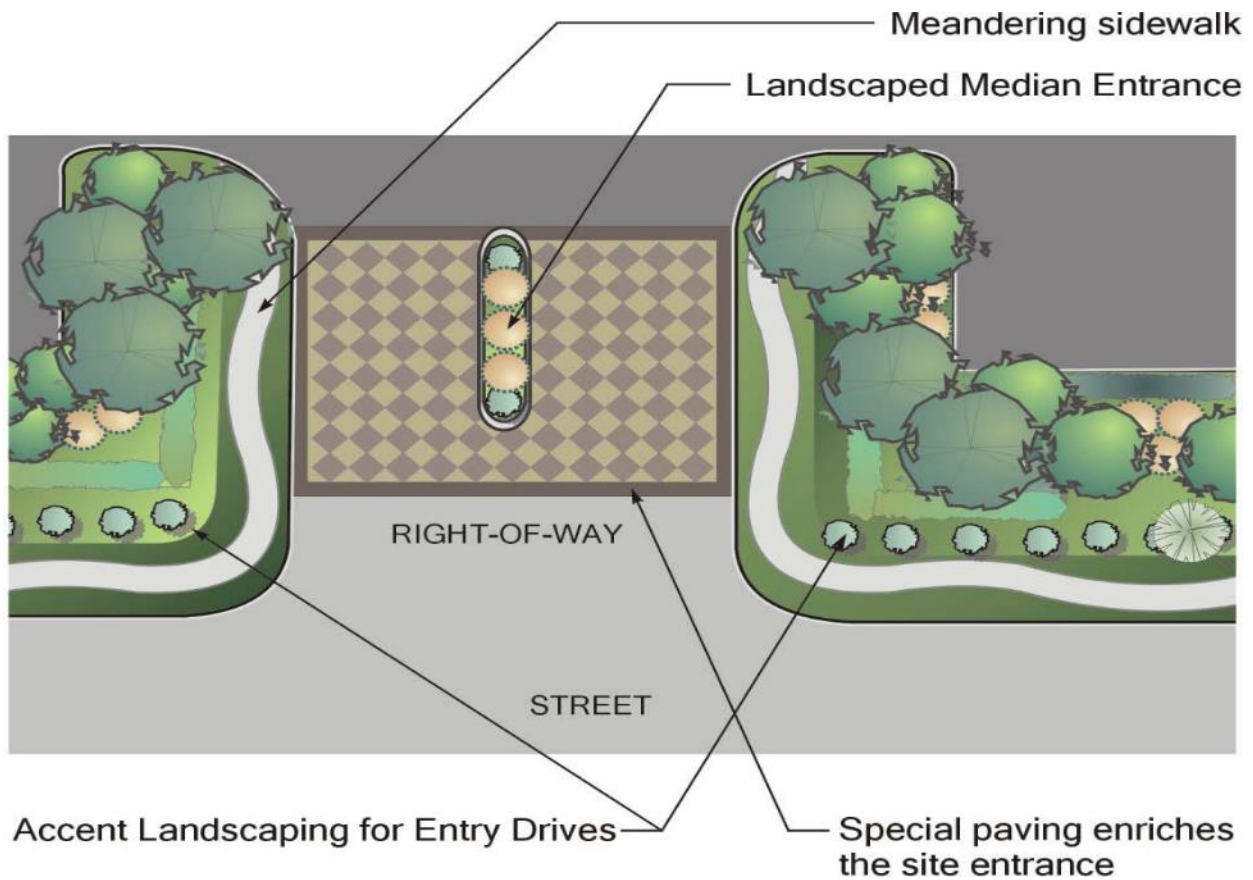 Meandering sidewalk
Landscaped Median Entrance
RIGHT-OF-WAY
STREET
Accent Landscaping for Entry Drives
Special paving enriches
the site entrance